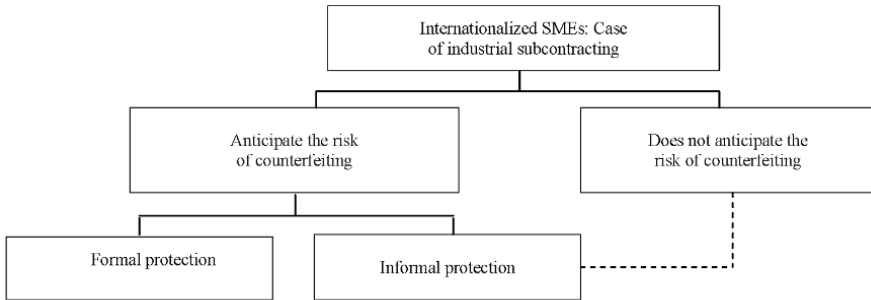 Internationalized SMEs: Case
of industrial subcontracting
Anticipate the risk
of counterfeiting
Does not anticipate the
risk of counterfeiting
Formal protection
Informal protection